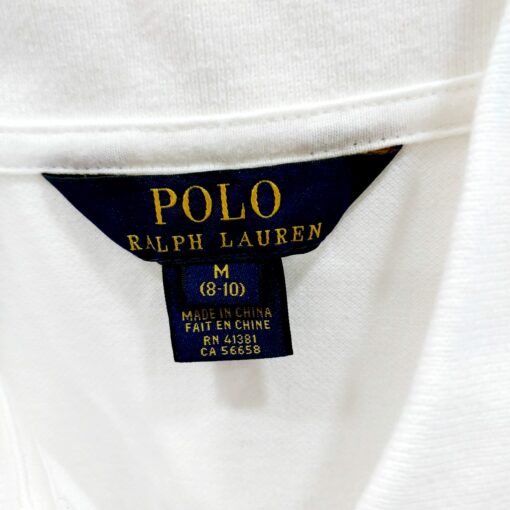 POLO
RALPH LAUREN
M
(8-10)
MADE IN CHINA
FAIT EN CHINE
RN 41381
CA 56658